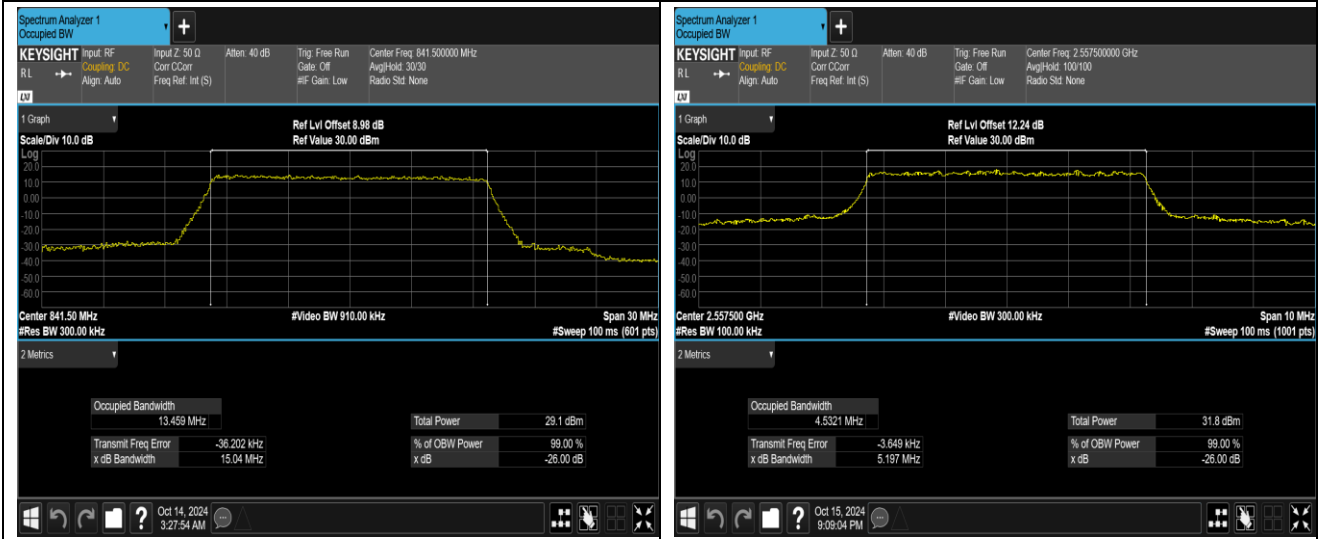 Spectrum Analyzer 1
Occupied BW
+
KEYSIGHT Input: RF Input Z: 50 Ω Atten: 40 dB Trig: Free Run Center Freq: 841.500000 MHz
RL Coupling: DC Corr CCorr Gate: Off Avg|Hold: 30/30
Align: Auto Freq Ref: Int (S) #IF Gain: Low Radio Std: None
LXI
1 Graph
Ref Lvl Offset 8.98 dB
Scale/Div 10.0 dB Ref Value 30.00 dBm
Log
20.0
10.0
0.00
-10.0
-20.0
-30.0
-40.0
-50.0
-60.0
Center 841.50 MHz #Video BW 910.00 kHz Span 30 MHz
#Res BW 300.00 kHz #Sweep 100 ms (601 pts)
2 Metrics
Occupied Bandwidth
13.459 MHz Total Power 29.1 dBm
Transmit Freq Error -36.202 kHz % of OBW Power 99.00 %
x dB Bandwidth 15.04 MHz x dB -26.00 dB
? Oct 14, 2024
3:27:54 AM
Spectrum Analyzer 1
Occupied BW
+
KEYSIGHT Input: RF Input Z: 50 Ω Atten: 40 dB Trig: Free Run Center Freq: 2.557500000 GHz
RL Coupling: DC Corr CCorr Gate: Off Avg|Hold: 100/100
Align: Auto Freq Ref: Int (S) #IF Gain: Low Radio Std: None
LXI
1 Graph
Ref Lvl Offset 12.24 dB
Scale/Div 10.0 dB Ref Value 30.00 dBm
Log
20.0
10.0
0.00
-10.0
-20.0
-30.0
-40.0
-50.0
-60.0
Center 2.557500 GHz #Video BW 300.00 kHz Span 10 MHz
#Res BW 100.00 kHz #Sweep 100 ms (1001 pts)
2 Metrics
Occupied Bandwidth
4.5321 MHz Total Power 31.8 dBm
Transmit Freq Error -3.649 kHz % of OBW Power 99.00 %
x dB Bandwidth 5.197 MHz x dB -26.00 dB
? Oct 15, 2024
9:09:04 PM